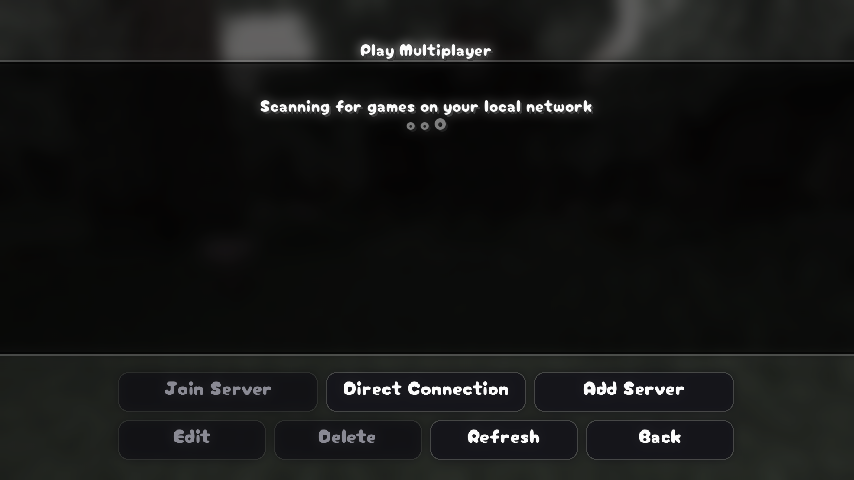 Play Multiplayer
Scanning for games on your local network
Join Server
Direct Connection
Add Server
Edit
Delete
Refresh
Back